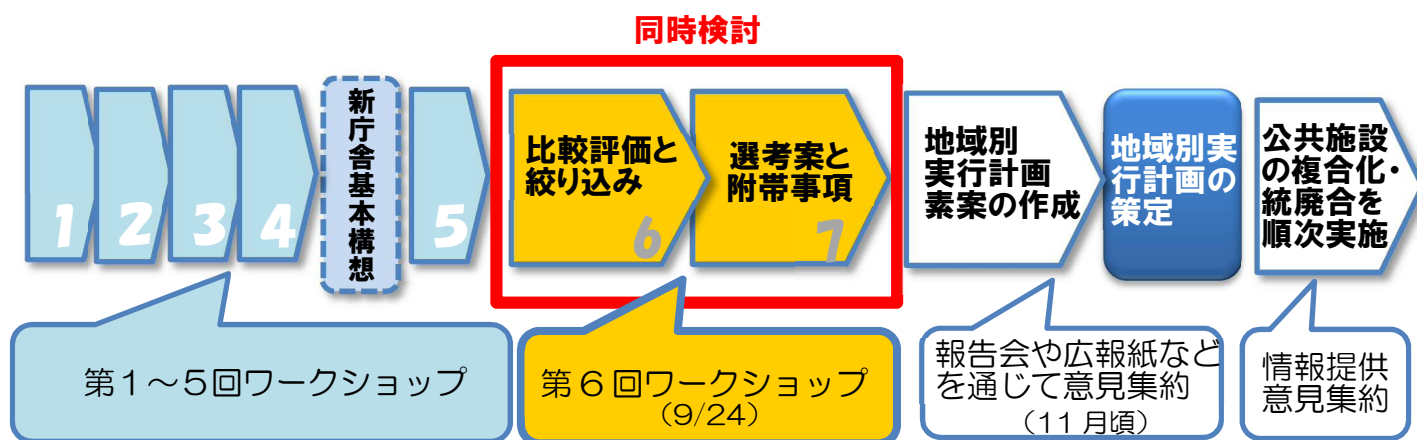 同時検討
1
2
3
4
新庁舎基本構想
5
比較評価と
絞り込み
6
選考案と
附帯事項
7
地域別
実行計画
素案の作成
地域別実
行計画の
策定
公共施設
の複合化・
統廃合を
順次実施
第１～５回ワークショップ
第６回ワークショップ
（9/24）
報告会や広報紙など
を通じて意見集約
（11月頃）
情報提供
意見集約